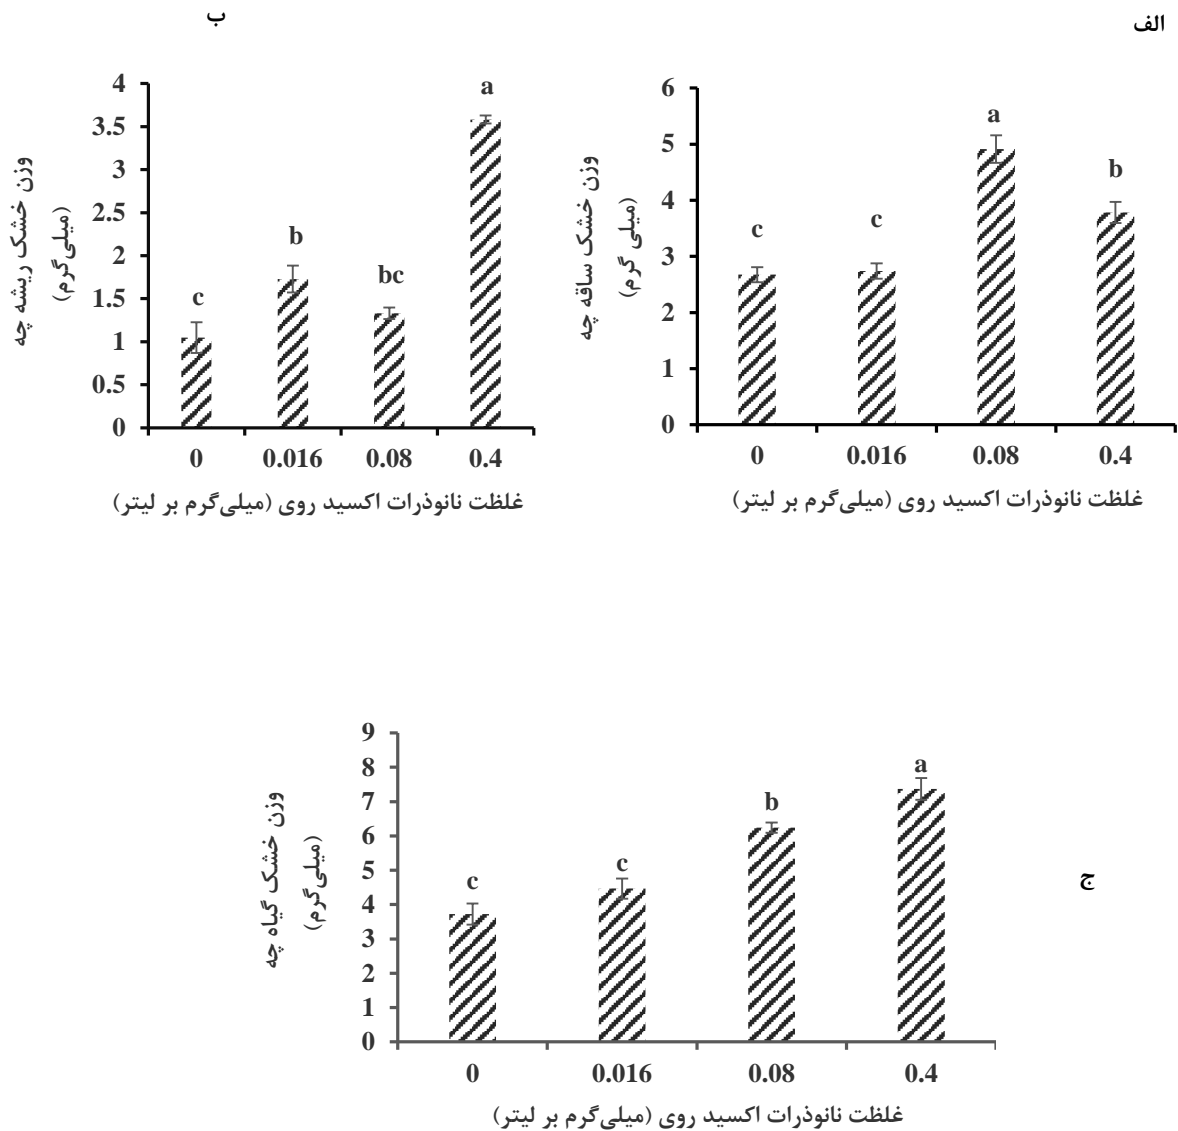 الف
6
5
4
3
2
1
0
c
c
a
b
0
0.016
0.08
0.4
وزن خشک ساقه چه
(میلی گرم)
غلظت نانوذرات اکسید روی (میلی‌گرم بر لیتر)
ب
4
3.5
3
2.5
2
1.5
1
0.5
0
c
b
bc
a
0
0.016
0.08
0.4
وزن خشک ریشه چه
(میلی‌گرم)
غلظت نانوذرات اکسید روی (میلی‌گرم بر لیتر)
ج
9
8
7
6
5
4
3
2
1
0
c
c
b
a
0
0.016
0.08
0.4
وزن خشک گیاه چه
(میلی‌گرم)
غلظت نانوذرات اکسید روی (میلی‌گرم بر لیتر)